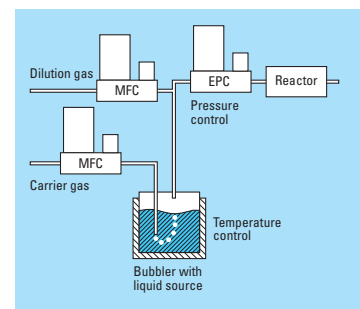 Dilution gas
MFC
EPC
Reactor
Pressure
control
MFC
Carrier gas
Temperature
control
Bubbler with
liquid source